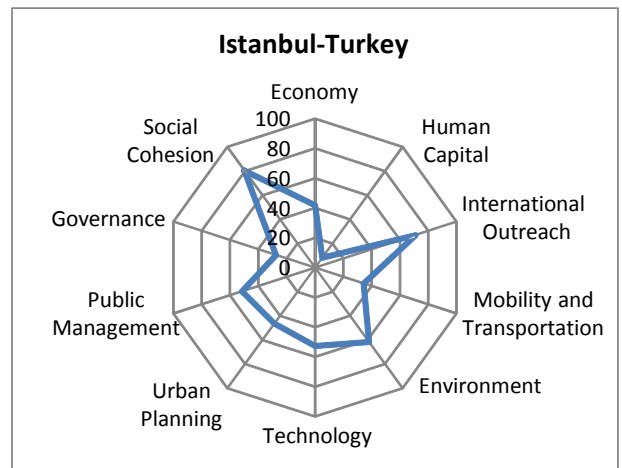 Istanbul-Turkey
Economy
Human
Capital
International
Outreach
Mobility and
Transportation
Environment
Technology
Urban
Planning
Public
Management
Governance
Social
Cohesion
100
80
60
40
20
0